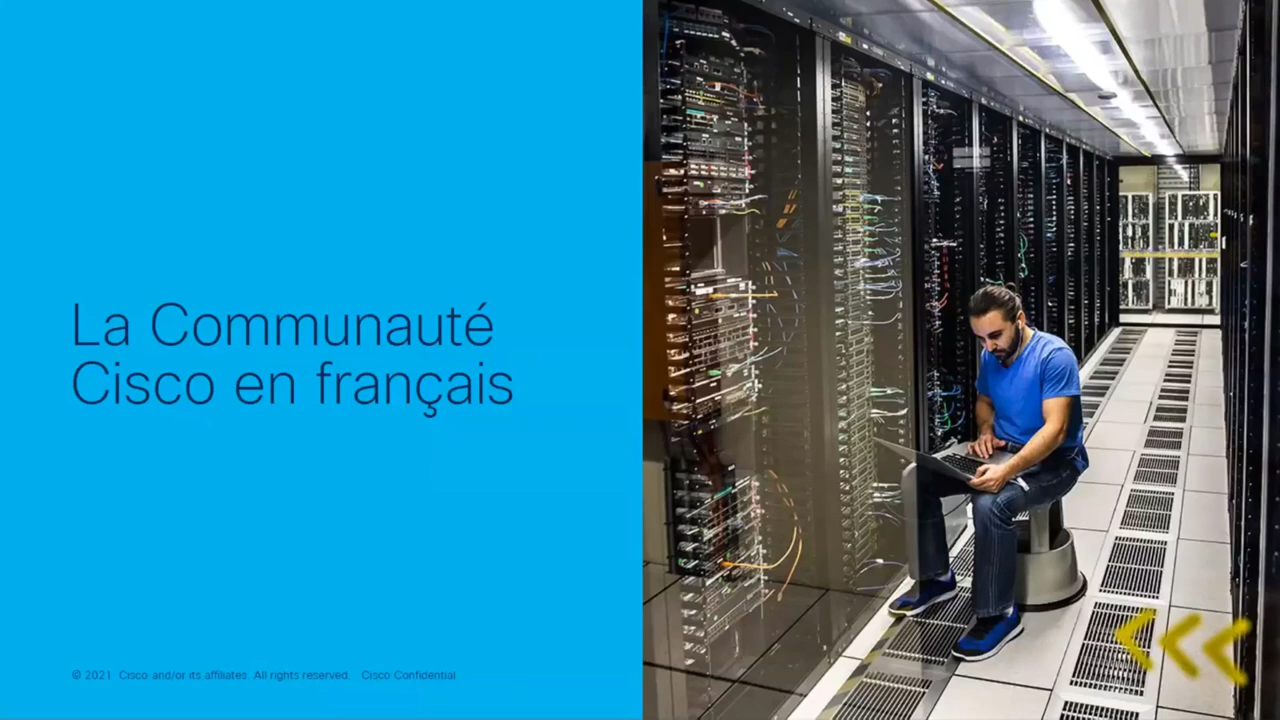 La Communauté
Cisco en français
© 2021 Cisco and/or its affiliates. All rights reserved. Cisco Confidential